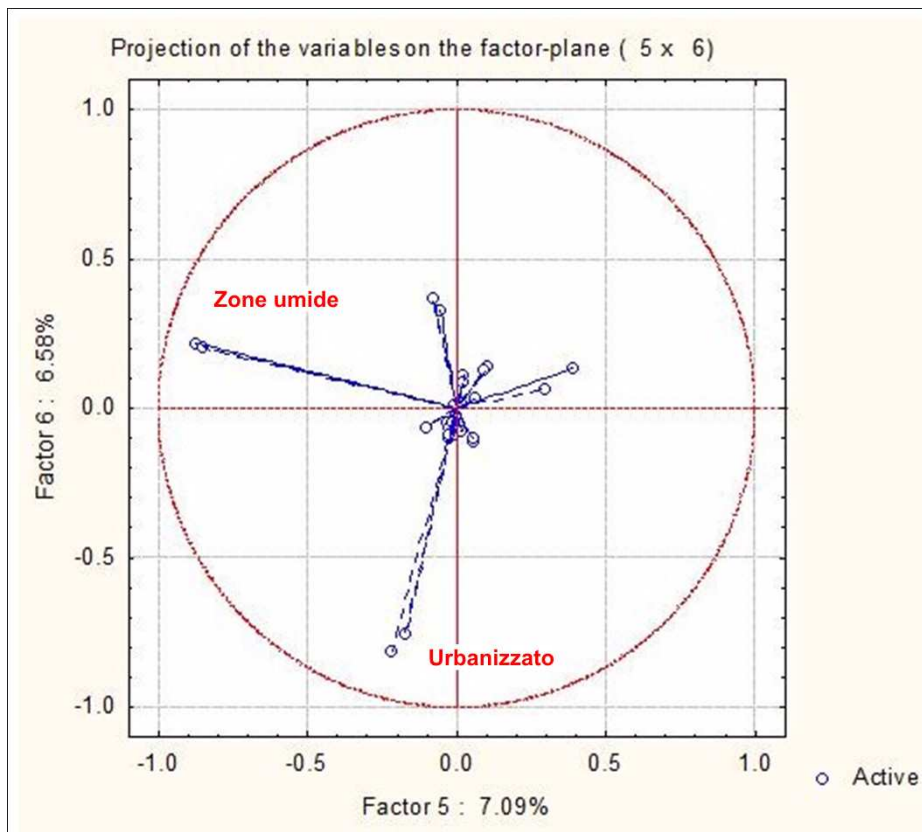 Projection of the variables on the factor-plane ( 5 x 6)
1.0
0.5
Zone umide
0.0
Factor 6 : 6.58%
-0.5
Urbanizzato
-1.0
-1.0 -0.5 0.0 0.5 1.0
Active
Factor 5 : 7.09%